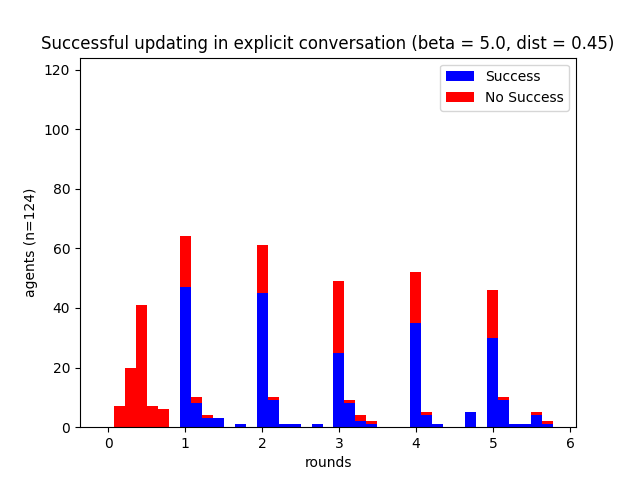 Successful updating in explicit conversation (beta = 5.0, dist = 0.45)
Success
No Success
agents (n=124)
120
100
80
60
40
20
0
0 1 2 3 4 5 6
rounds